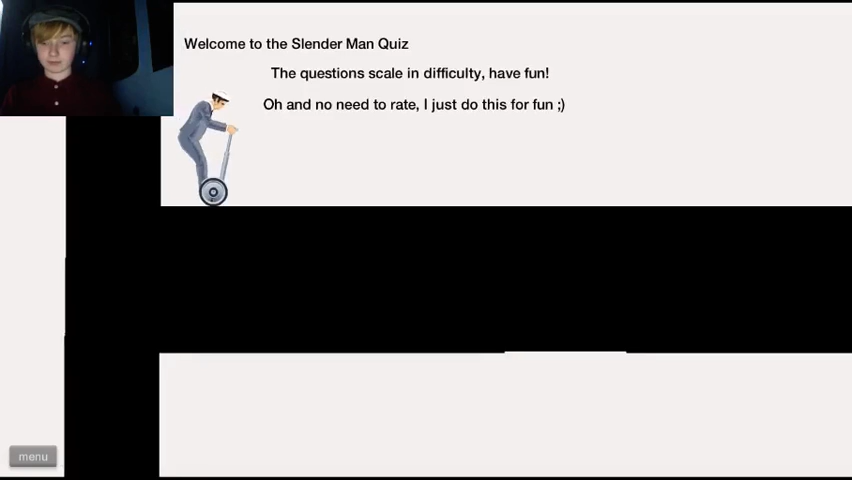 Welcome to the Slender Man Quiz
The questions scale in difficulty, have fun!
Oh and no need to rate, I just do this for fun ;)
menu